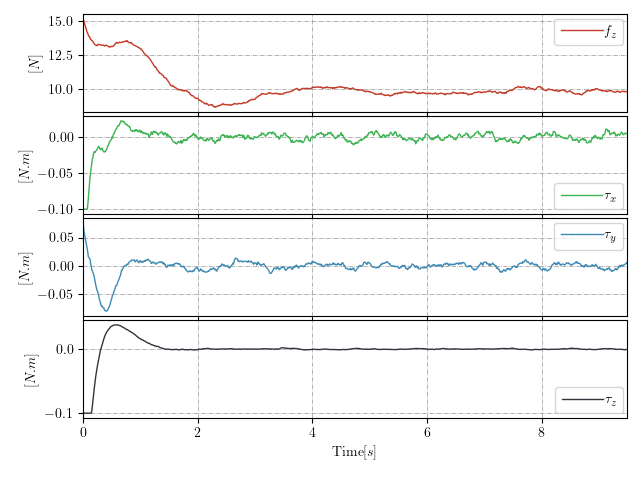 15.0
12.5
10.0
[N]
f_z
0.00
−0.05
−0.10
[N.m]
τ_x
0.05
0.00
−0.05
[N.m]
τ_y
0.0
−0.1
[N.m]
τ_z
0 2 4 6 8
Time[s]